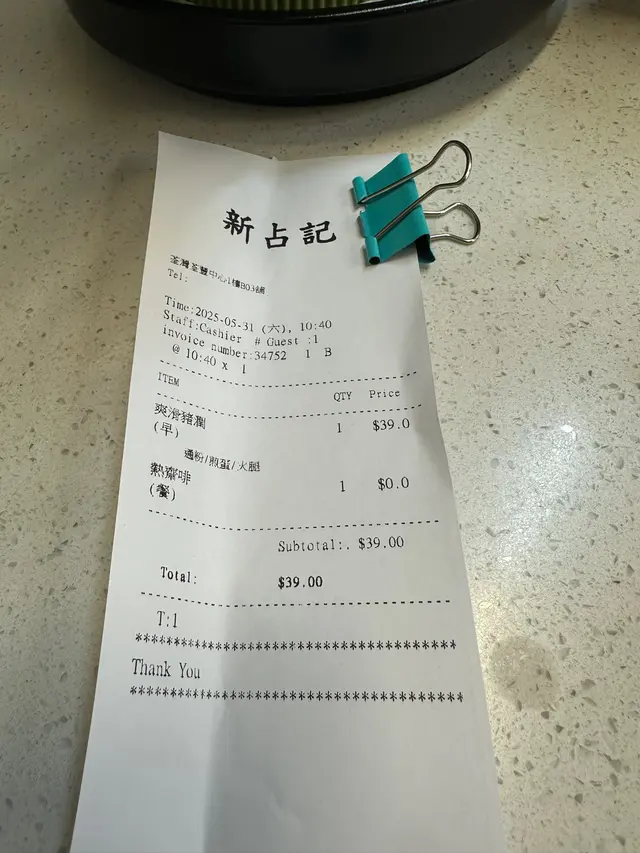 新占記
荃灣荃豐中心1樓B03舖
Tel:
Time:2025-05-31 (六), 10:40
Staff:Cashier # Guest :1
invoice number:34752 1 B
@ 10:40 x 1
ITEM QTY Price
爽滑豬潤 1 $39.0
(早)
通粉/煎蛋/火腿
熱齋啡 1 $0.0
(餐)
Subtotal:. $39.00
Total: $39.00
T:1
****************************************
Thank You
****************************************